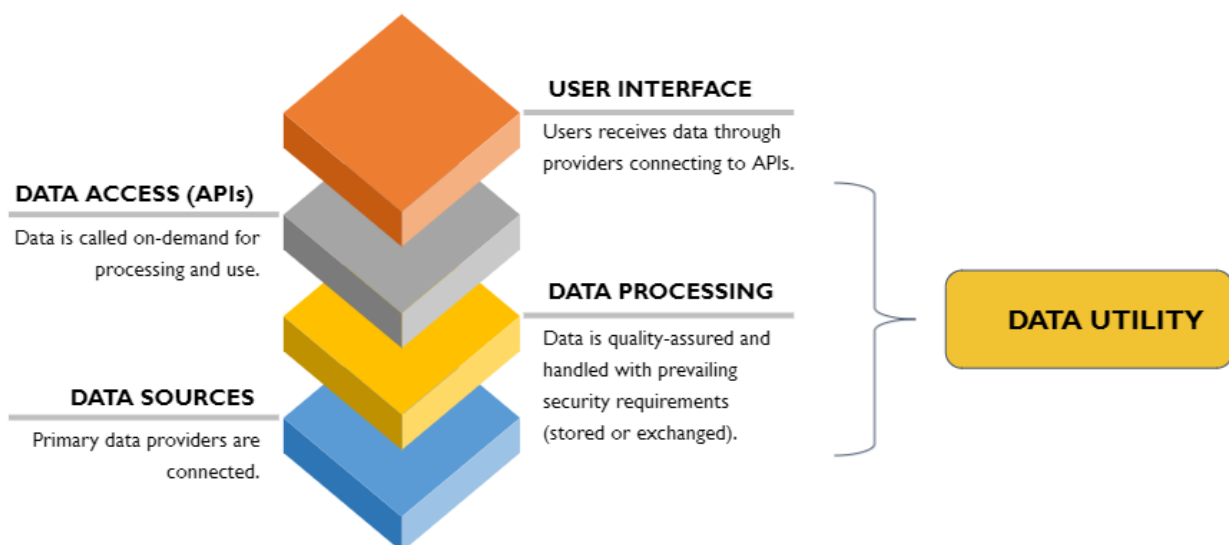 USER INTERFACE
Users receives data through
providers connecting to APIs.
DATA ACCESS (APIs)
Data is called on-demand for
processing and use.
DATA PROCESSING
Data is quality-assured and
handled with prevailing
security requirements
(stored or exchanged).
DATA SOURCES
Primary data providers are
connected.
DATA UTILITY